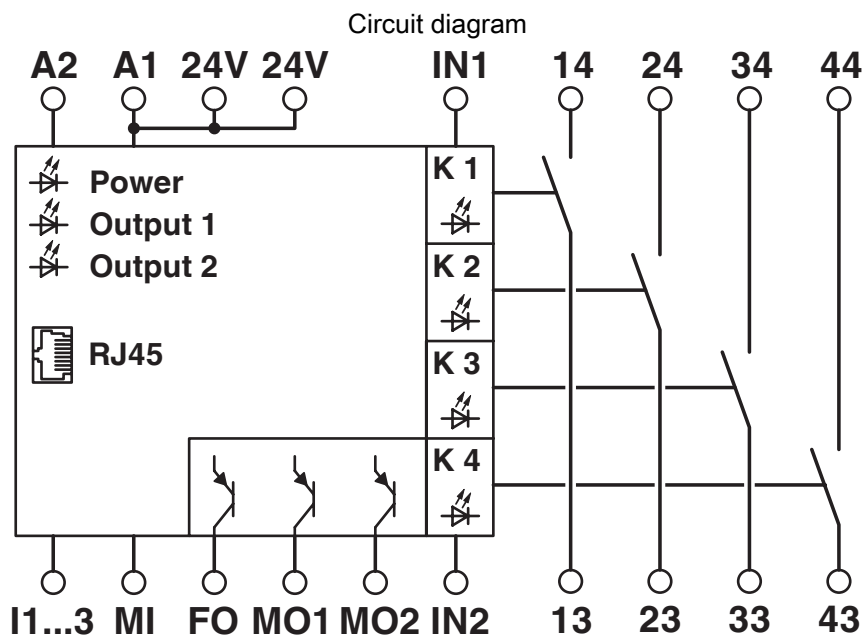 Circuit diagram
A2 A1 24V 24V IN1 14 24 34 44
K 1
Power
Output 1
Output 2
K 2
RJ45
K 3
K 4
I1...3 MI FO MO1 MO2 IN2 13 23 33 43